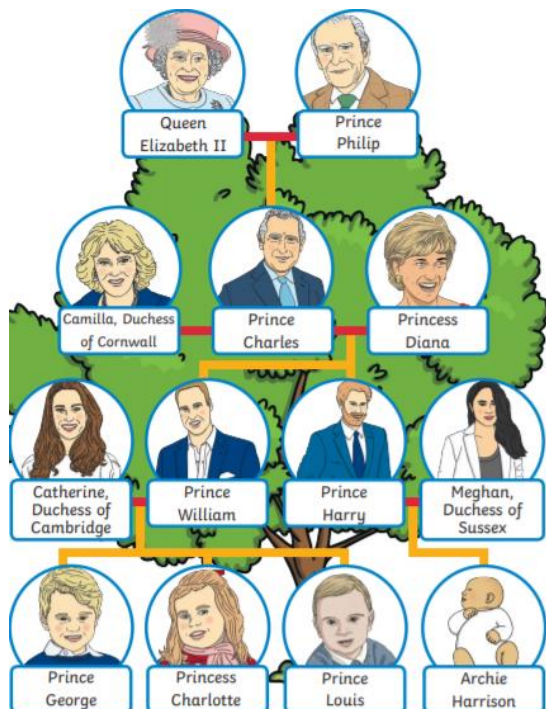 Queen
Elizabeth II
Prince
Philip
Camilla, Duchess
of Cornwall
Prince
Charles
Princess
Diana
Catherine,
Duchess of
Cambridge
Prince
William
Prince
Harry
Meghan,
Duchess of
Sussex
Prince
George
Princess
Charlotte
Prince
Louis
Archie
Harrison